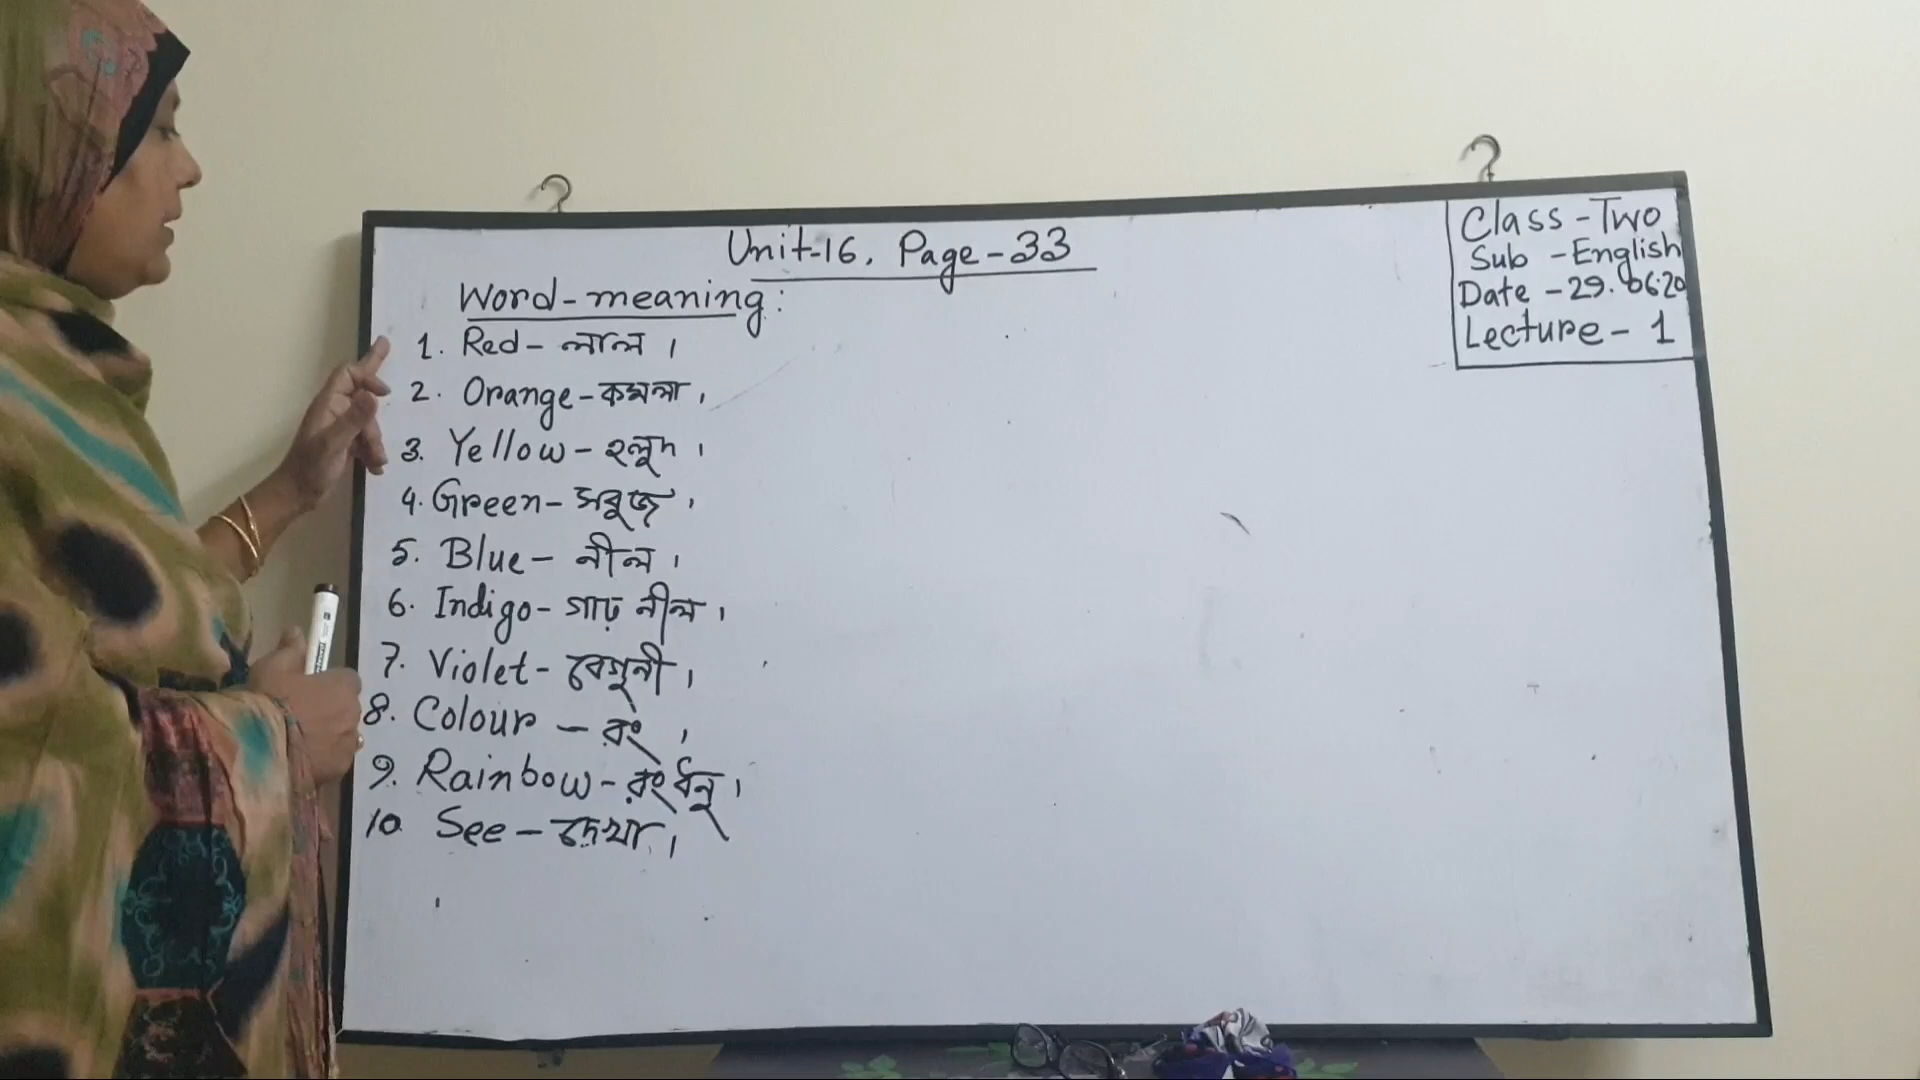 Unit-16, Page-33
Class-Two
Sub -English
Date -29.06.20
Lecture-1
Word-meaning:
1. Red- লাল।
2. Orange-কমলা।
3. Yellow-হলুদ।
4. Green-সবুজ।
5. Blue- নীল।
6. Indigo- গাঢ় নীল।
7. Violet- বেগুনী।
8. Colour - রং।
9. Rainbow-রংধনু।
10. See-দেখা।